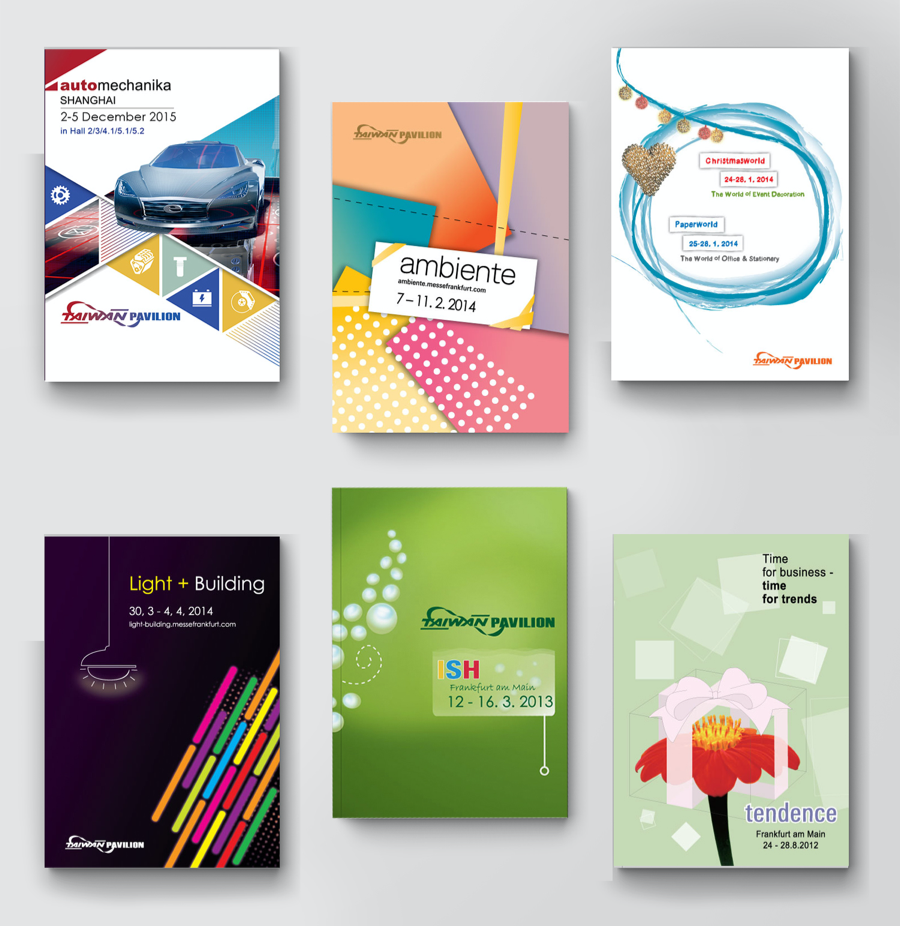 automechanika
SHANGHAI
2-5 December 2015
in Hall 2/3/4.1/5.1/5.2
TAIWAN PAVILION
TAIWAN PAVILION
ambiente
ambiente.messefrankfurt.com
7 – 11. 2. 2014
Christmasworld
24-28, 1. 2014
The World of Event Decoration
Paperworld
25-28, 1. 2014
The World of Office & Stationary
TAIWAN PAVILION
Light + Building
30, 3 - 4, 4, 2014
light-building.messefrankfurt.com
TAIWAN PAVILION
TAIWAN PAVILION
ISH
Frankfurt am Main
12 - 16. 3. 2013
Time
for business -
time
for trends
tendence
Frankfurt am Main
24 - 28.8.2012